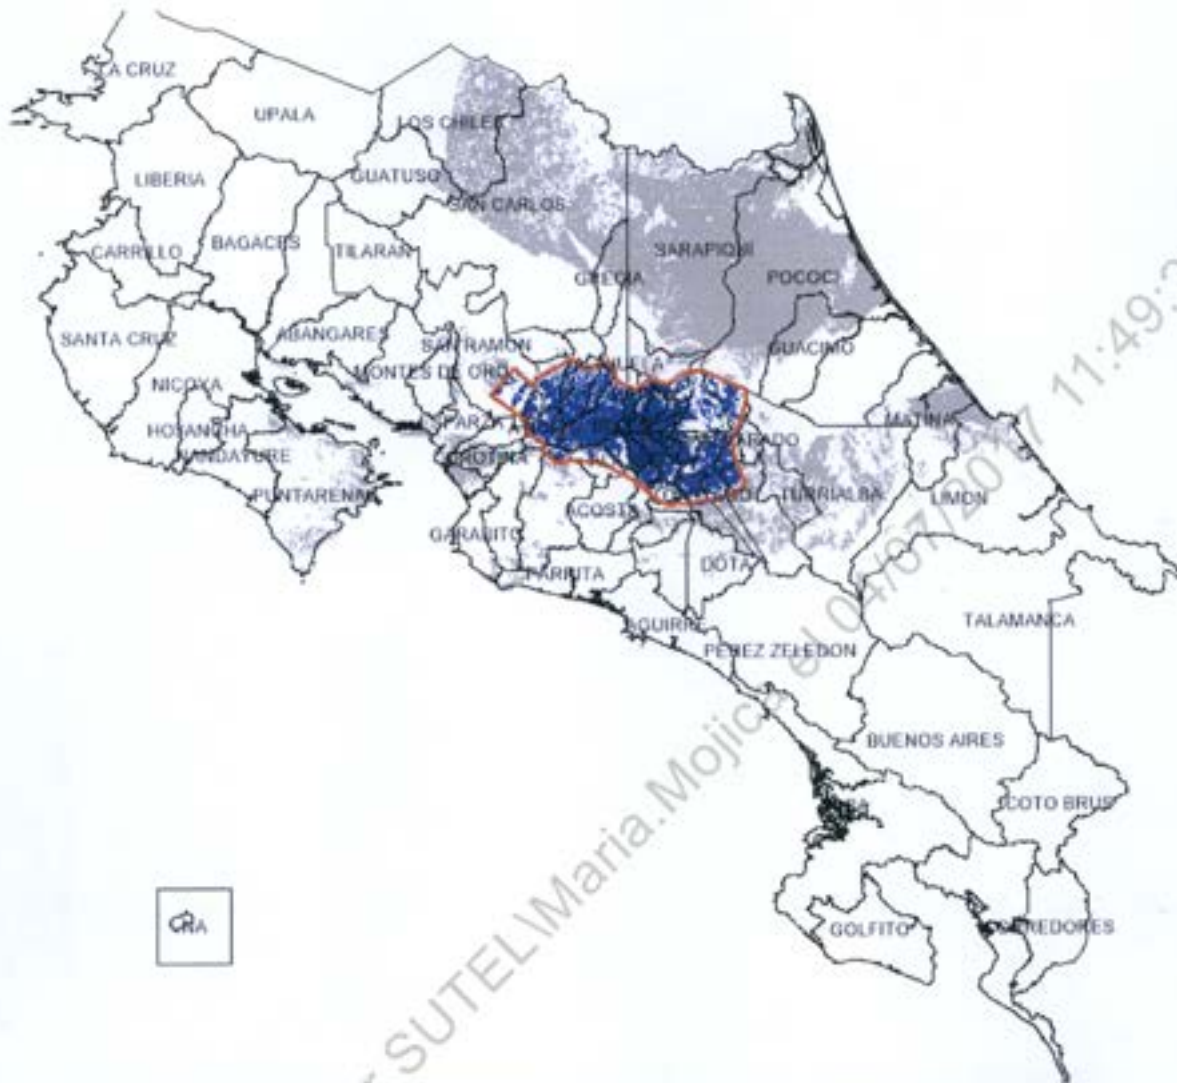 LA CRUZ
UPALA
LOS CHILES
LIBERIA
GUATUSO
SAN CARLOS
CARRILLO
BAGACES
TILARAN
SARAPIQUI
GRECIA
POCOCI
SANTA CRUZ
ABANGARES
SAN RAMON
GUACIMO
NICOYA
MONTES DE ORO
MATINA
HOJANCHA
NANDAYURE
PUNTARENAS
TURRIALBA
LIMON
ACOSTA
GARABITO
PARRITA
DOTA
AGUIRRE
TALAMANCA
PEREZ ZELEDON
BUENOS AIRES
COTO BRUS
GOLFITO
CORREDORES
SUTEL\Maria.Mojica el 04/07/2017 11:49: